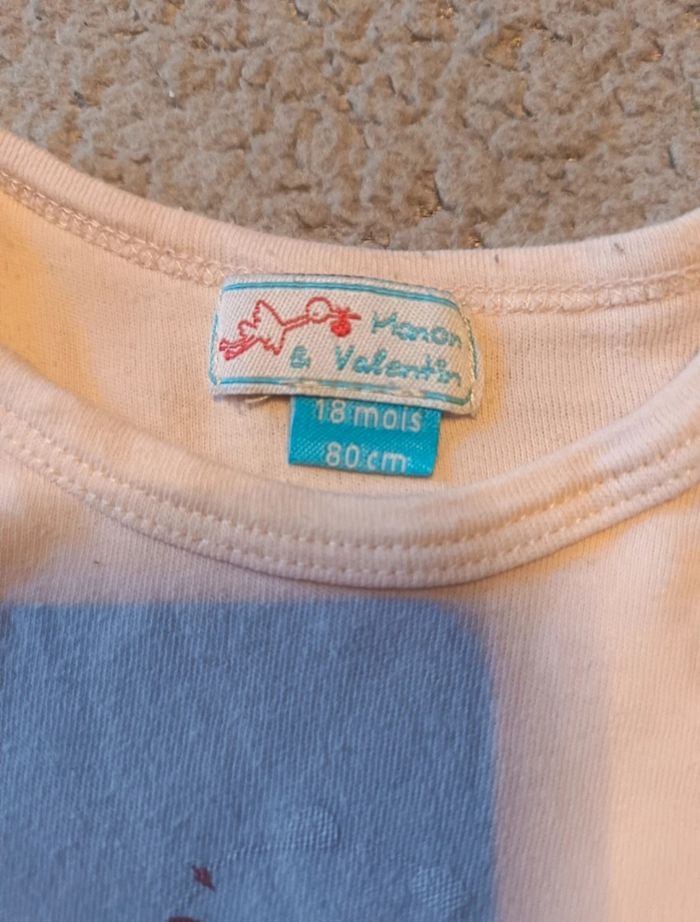 Manon
& Valentin
18 mois
80 cm